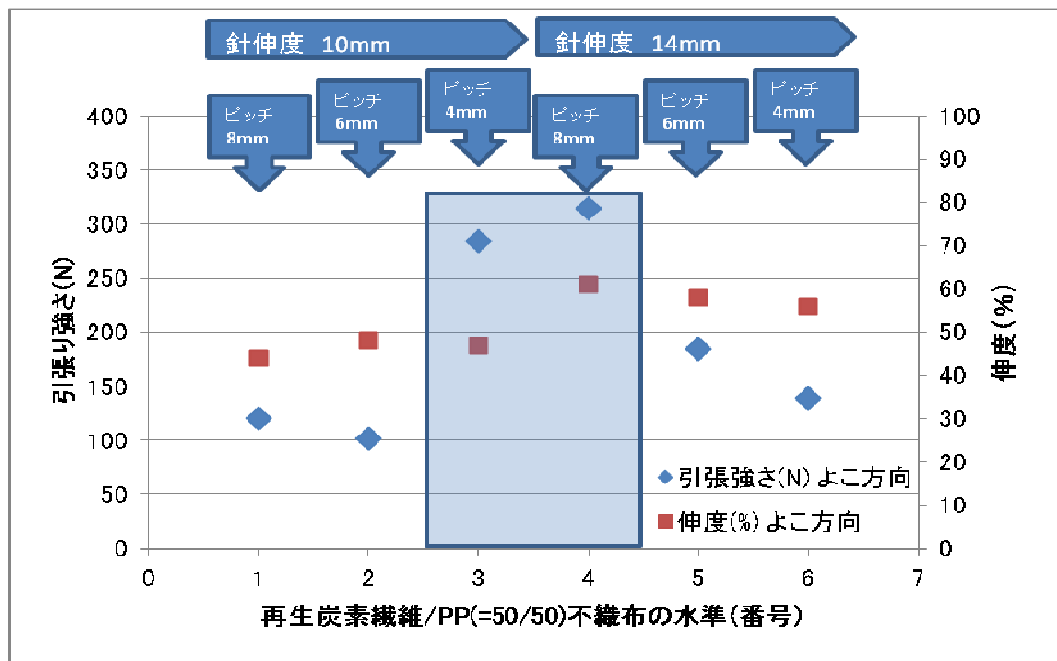 針伸度 10mm
針伸度 14mm
ピッチ
8mm
ピッチ
6mm
ピッチ
4mm
ピッチ
8mm
ピッチ
6mm
ピッチ
4mm
引張り強さ(N)
400
350
300
250
200
150
100
50
0
100
90
80
70
60
50
40
30
20
10
0
伸度(%)
引張強さ(N)よこ方向
伸度(%)よこ方向
0 1 2 3 4 5 6 7
再生炭素繊維/PP(=50/50)不織布の水準(番号)